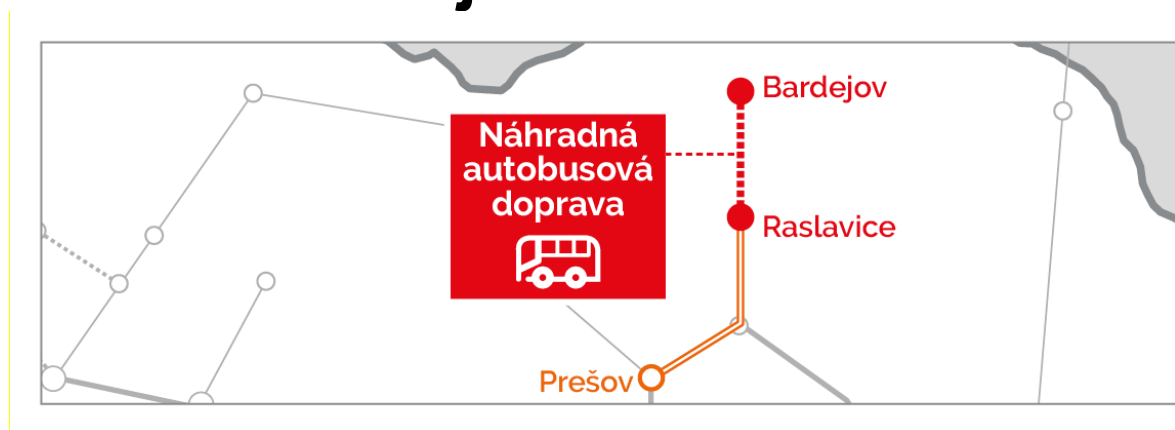 Bardejov
Náhradná
autobusová
doprava
Raslavice
Prešov